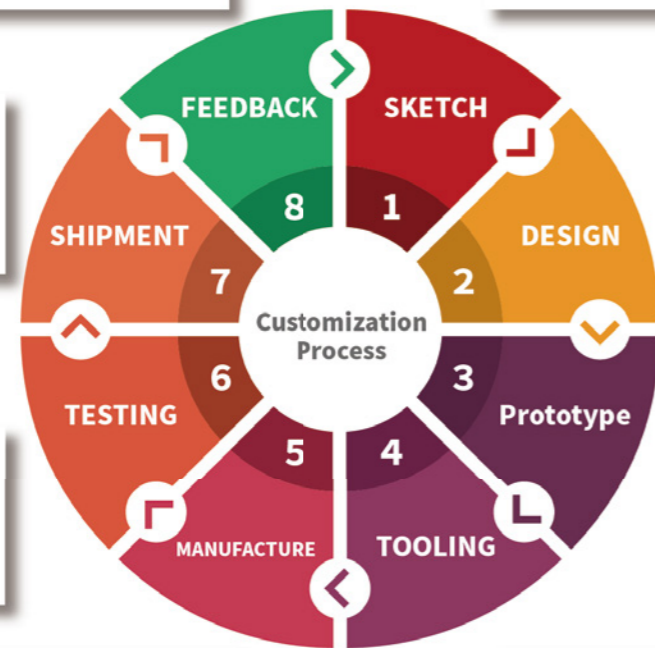 Customization
Process
1
SKETCH
2
DESIGN
3
Prototype
4
TOOLING
5
MANUFACTURE
6
TESTING
7
SHIPMENT
8
FEEDBACK